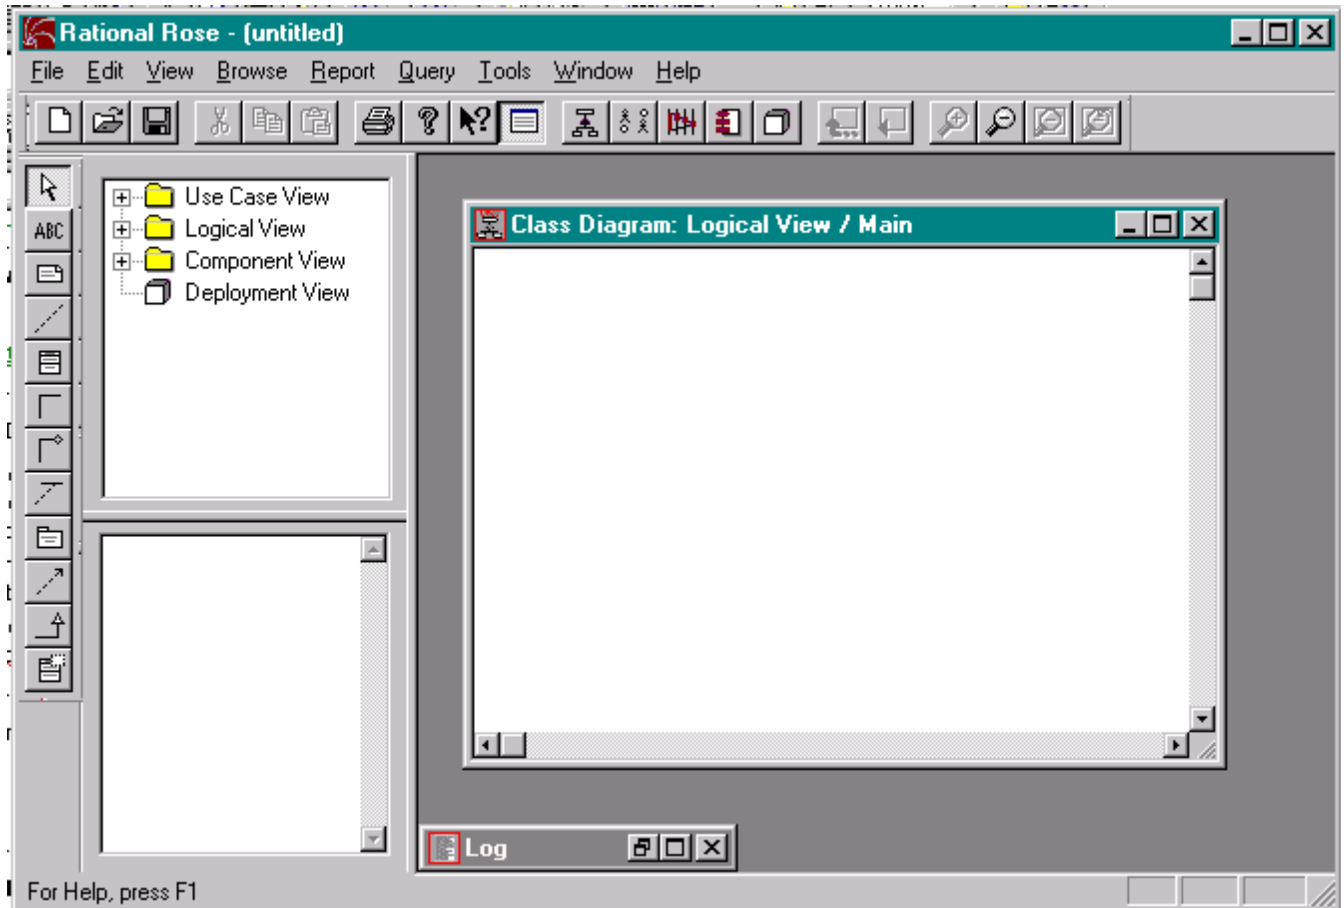 Rational Rose - (untitled)
File Edit View Browse Report Query Tools Window Help
ABC
Use Case View
Logical View
Component View
Deployment View
Class Diagram: Logical View / Main
Log
For Help, press F1